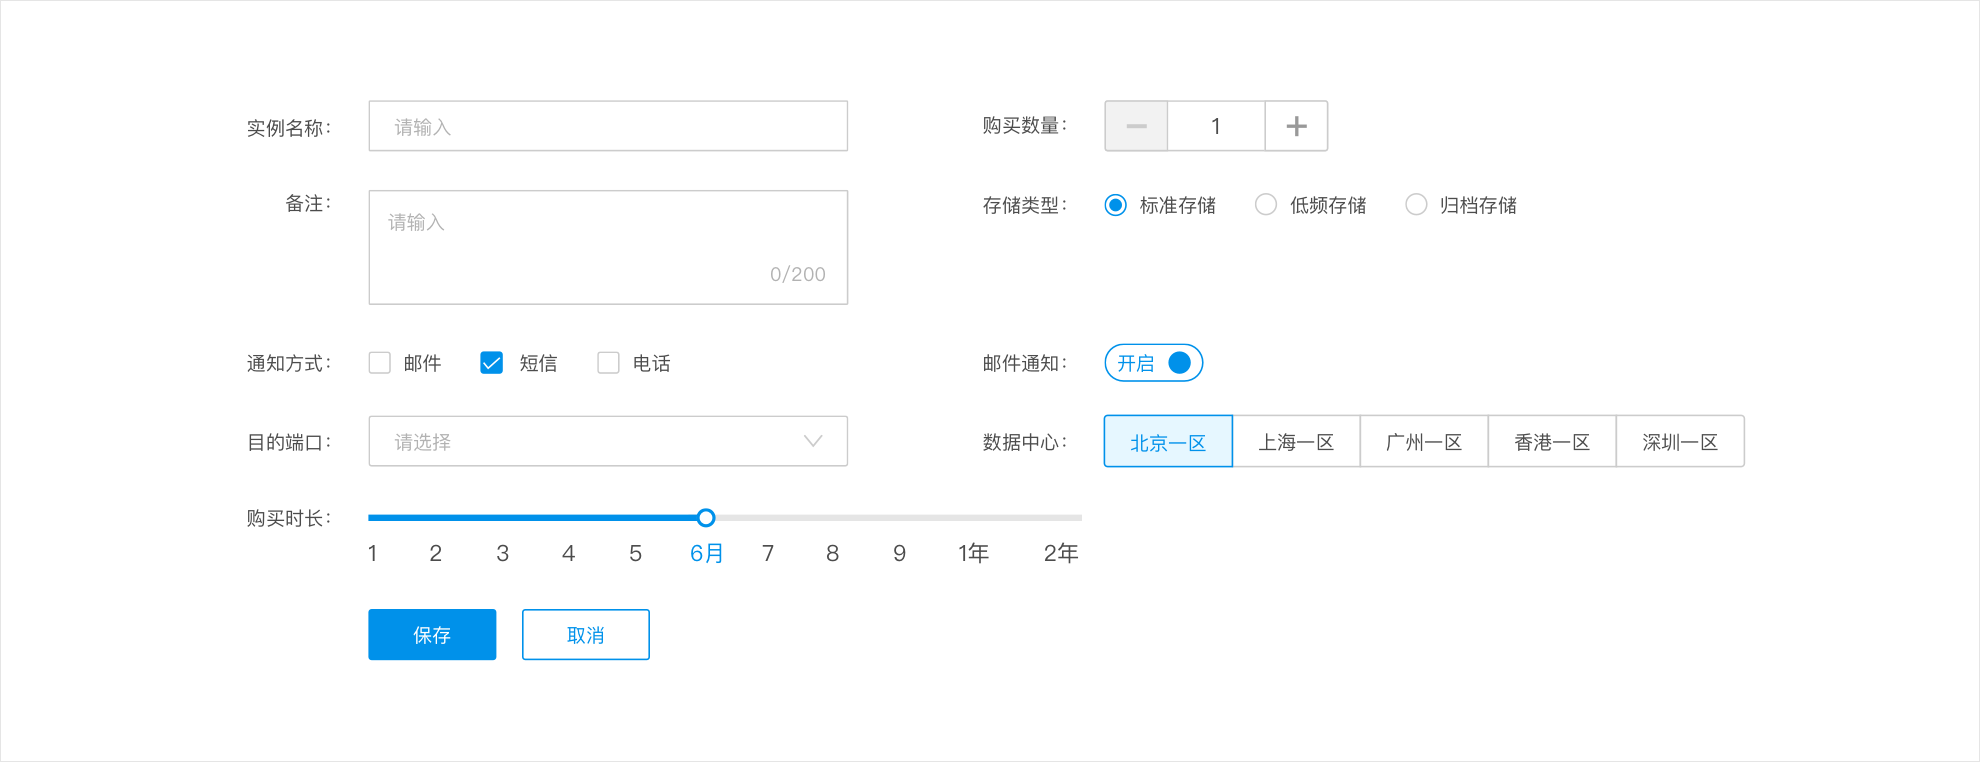 实例名称： 请输入 购买数量： 1
备注： 请输入 0/200 存储类型： 标准存储 低频存储 归档存储
通知方式： 邮件 短信 电话 邮件通知： 开启
目的端口： 请选择 数据中心： 北京一区 上海一区 广州一区 香港一区 深圳一区
购买时长：
1 2 3 4 5 6月 7 8 9 1年 2年
保存 取消